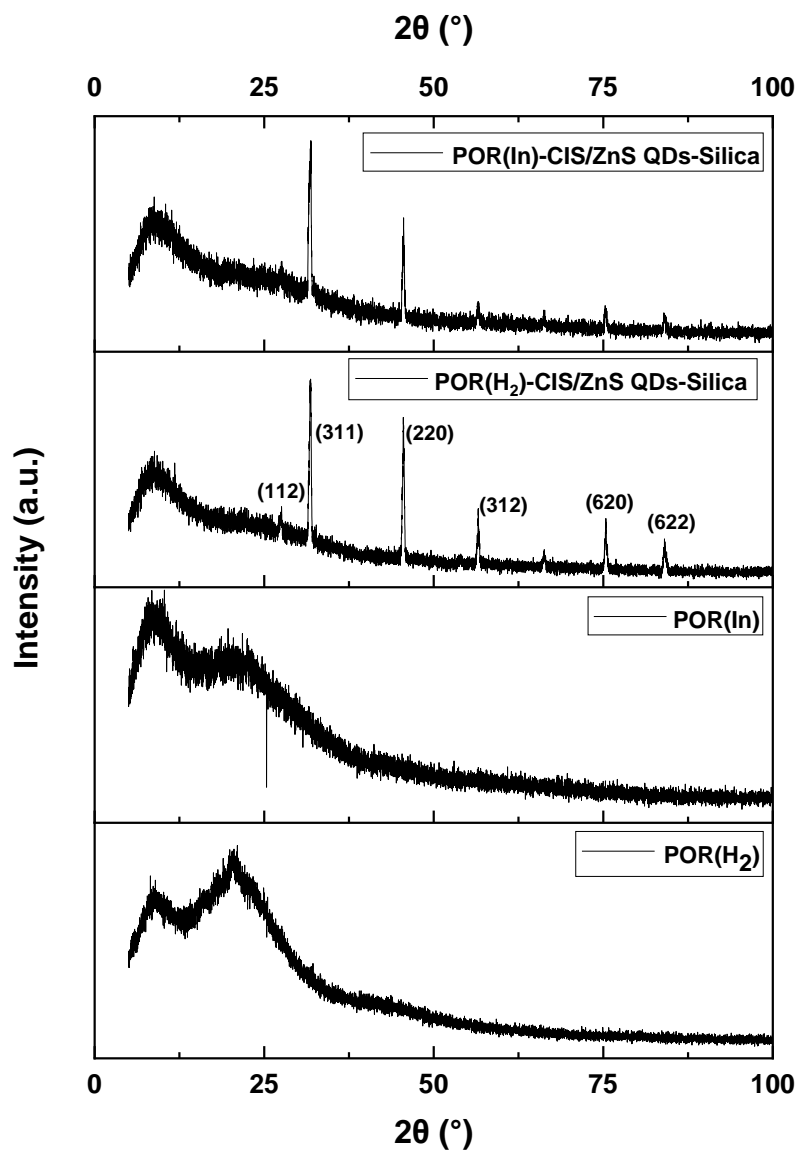 2θ (°)
0 25 50 75 100
POR(In)-CIS/ZnS QDs-Silica
POR(H₂)-CIS/ZnS QDs-Silica
(311)
(220)
(112)
(312)
(620)
(622)
Intensity (a.u.)
POR(In)
POR(H₂)
0 25 50 75 100
2θ (°)